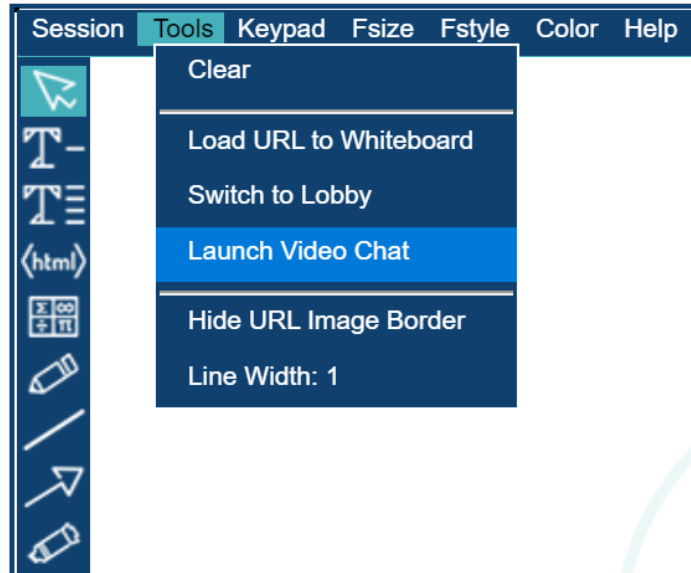 Session Tools Keypad Fsize Fstyle Color Help
Clear
Load URL to Whiteboard
Switch to Lobby
Launch Video Chat
Hide URL Image Border
Line Width: 1
T
T
⟨html⟩
Σ ∞
÷ π